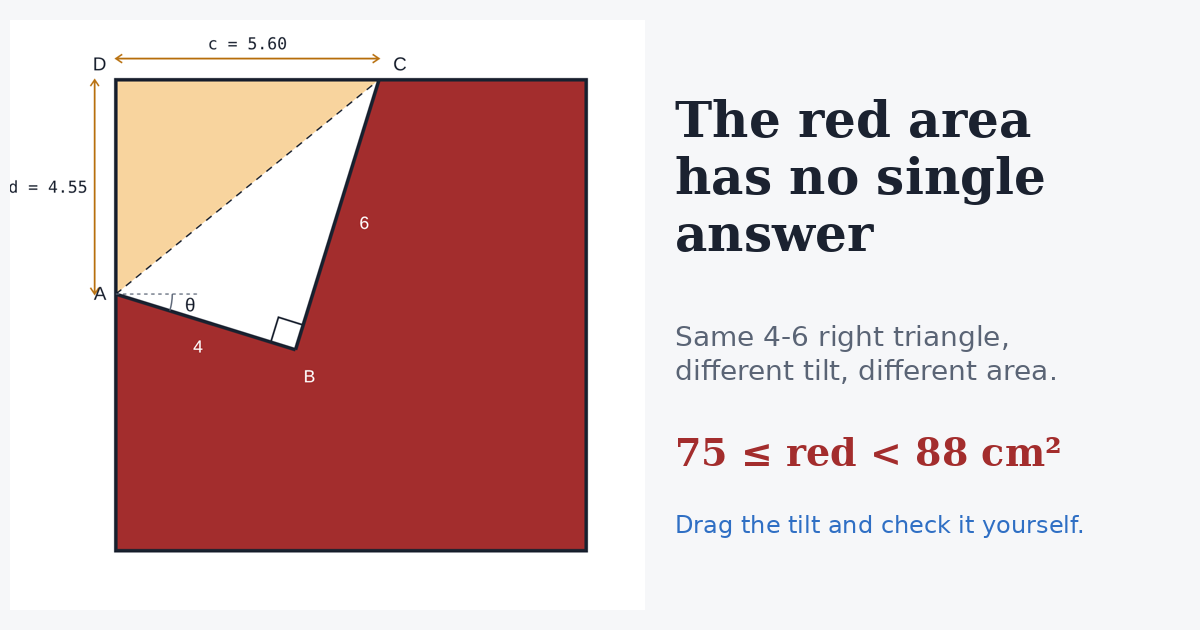 c = 5.60
D
C
d = 4.55
6
A
θ
4
B
The red area
has no single
answer
Same 4-6 right triangle,
different tilt, different area.
75 ≤ red < 88 cm²
Drag the tilt and check it yourself.